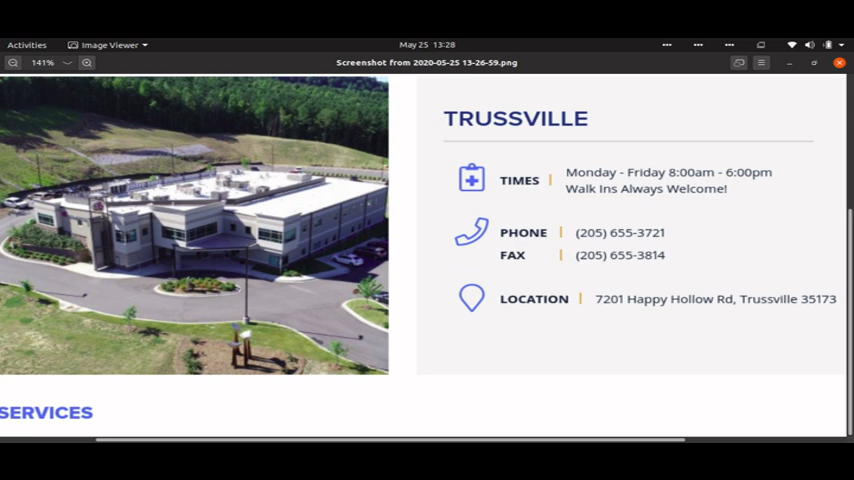 Activities
Image Viewer
May 25 13:28
141%
Screenshot from 2020-05-25 13-26-59.png
TRUSSVILLE
TIMES
Monday - Friday 8:00am - 6:00pm
Walk Ins Always Welcome!
PHONE (205) 655-3721
FAX (205) 655-3814
LOCATION 7201 Happy Hollow Rd, Trussville 35173
SERVICES